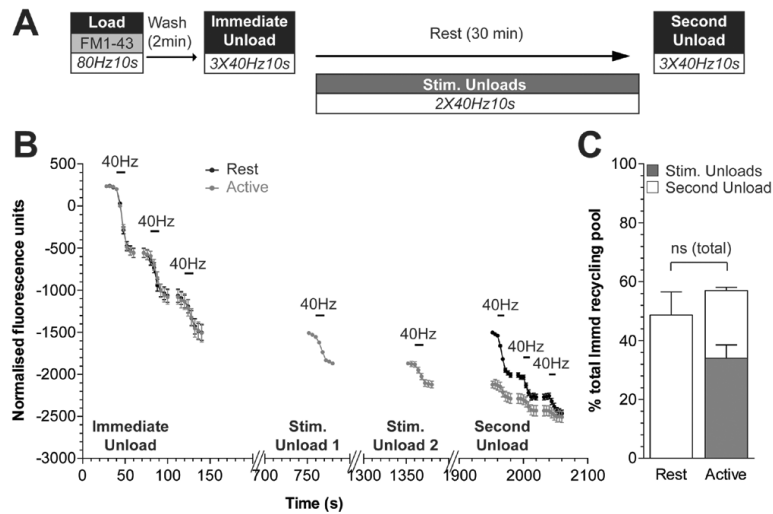 A
Load
FM1-43
80Hz10s
Wash
(2min)
Immediate
Unload
3X40Hz10s
Rest (30 min)
Stim. Unloads
2X40Hz10s
Second
Unload
3X40Hz10s
B
Normalised fluorescence units
500
0
-500
-1000
-1500
-2000
-2500
-3000
40Hz
40Hz
40Hz
Rest
Active
40Hz
40Hz
40Hz
40Hz
40Hz
Immediate
Unload
Stim.
Unload 1
Stim.
Unload 2
Second
Unload
0 50 100 150 700 750 800 1300 1350 1400 1900 2000 2100
Time (s)
C
% total Immd recycling pool
100
80
60
40
20
0
Stim. Unloads
Second Unload
ns (total)
Rest Active